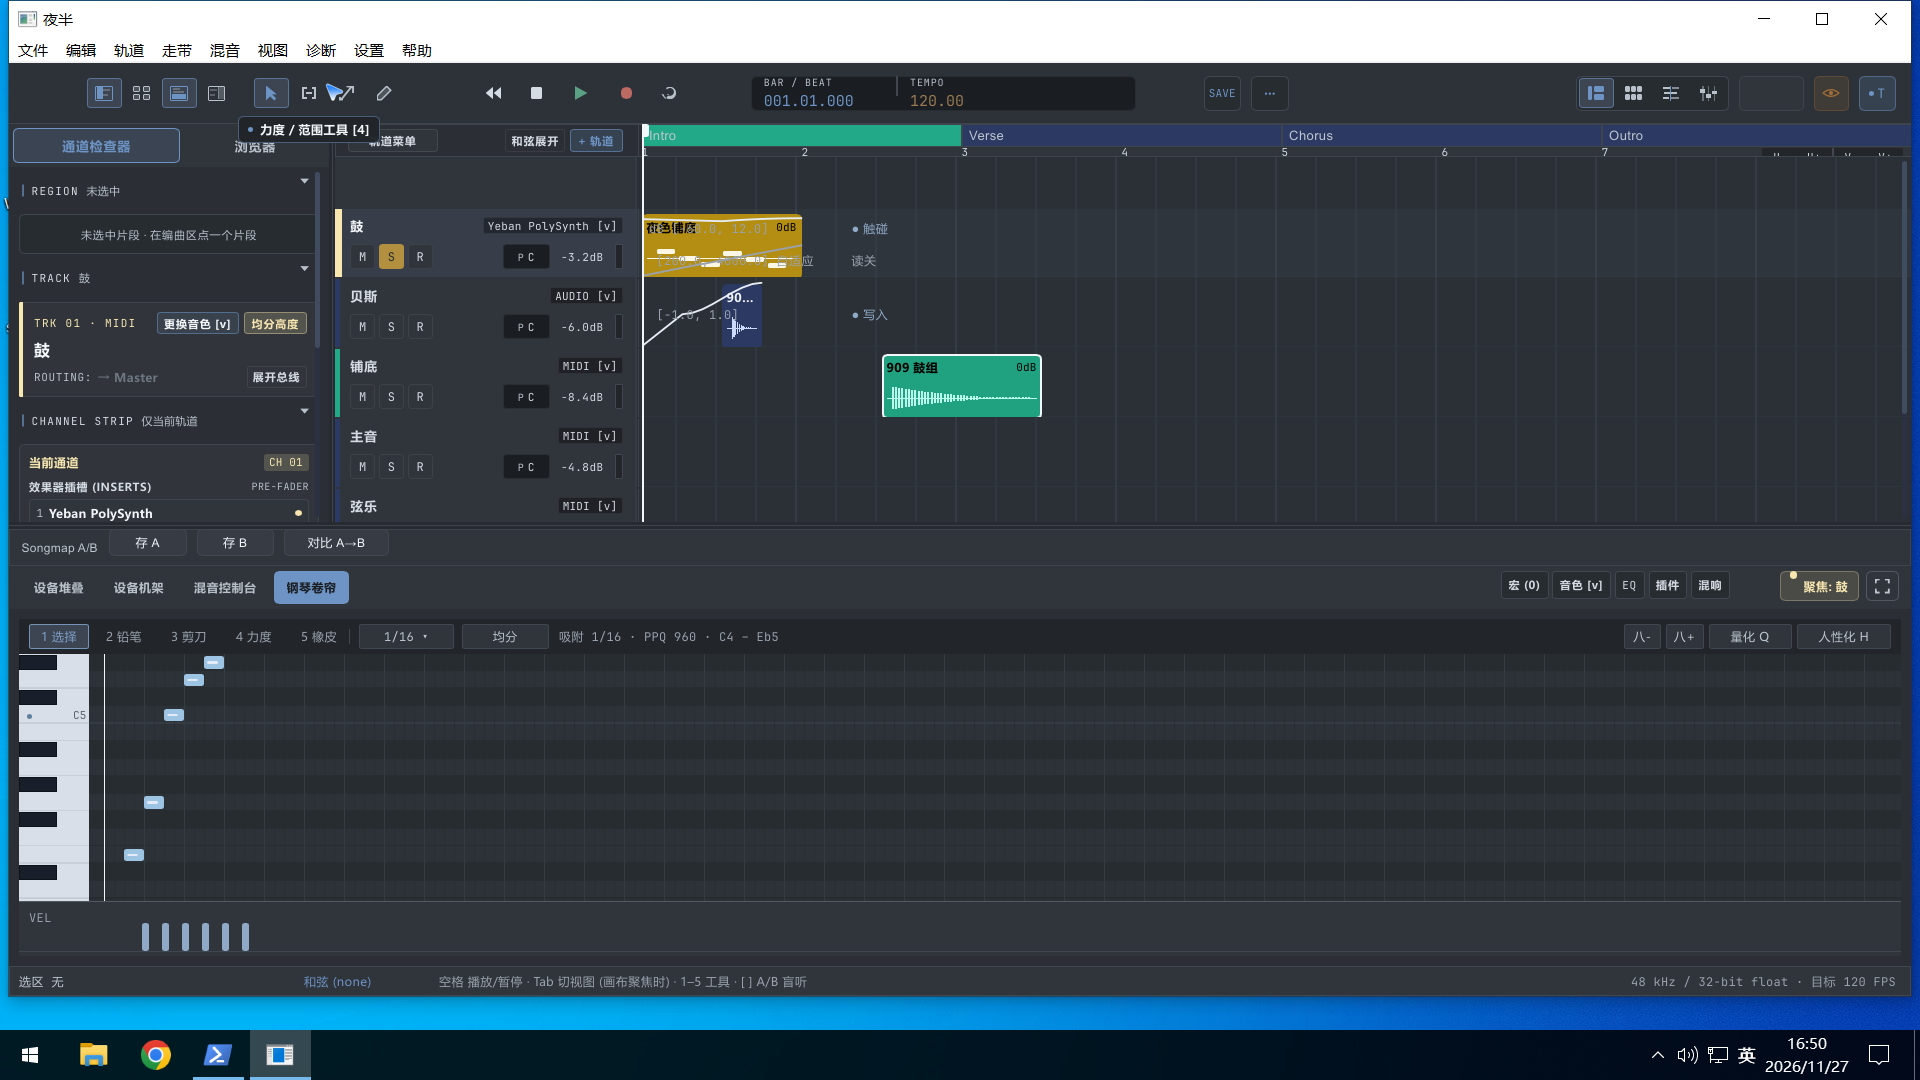 夜半
文件 编辑 轨道 走带 混音 视图 诊断 设置 帮助
BAR / BEAT
001.01.000
TEMPO
120.00
SAVE
...
T
力度 / 范围工具 [4]
通道检查器
浏览器
轨道菜单
和弦展开
+ 轨道
Intro
Verse
Chorus
Outro
1 2 3 4 5 6 7
REGION 未选中
未选中片段 · 在编曲区点一个片段
TRACK 鼓
TRK 01 · MIDI
更换音色 [v]
均分高度
鼓
ROUTING: → Master
展开总线
CHANNEL STRIP 仅当前轨道
当前通道
CH 01
效果器插槽 (INSERTS)
PRE-FADER
1 Yeban PolySynth
鼓
Yeban PolySynth [v]
M S R
P C
-3.2dB
贝斯
AUDIO [v]
M S R
P C
-6.0dB
铺底
MIDI [v]
M S R
P C
-8.4dB
主音
MIDI [v]
M S R
P C
-4.8dB
弦乐
MIDI [v]
夜色铺底
0dB
触碰
读关
90...
[-1.0, 1.0]
写入
909 鼓组
0dB
Songmap A/B
存 A
存 B
对比 A→B
设备堆叠
设备机架
混音控制台
钢琴卷帘
宏 (0)
音色 [v]
EQ
插件
混响
聚焦: 鼓
1 选择
2 铅笔
3 剪刀
4 力度
5 橡皮
1/16
均分
吸附 1/16 · PPQ 960 · C4 – Eb5
八-
八+
量化 Q
人性化 H
C5
VEL
选区 无
和弦 (none)
空格 播放/暂停 · Tab 切视图 (画布聚焦时) · 1–5 工具 · [ ] A/B 盲听
48 kHz / 32-bit float · 目标 120 FPS
英
16:50
2026/11/27